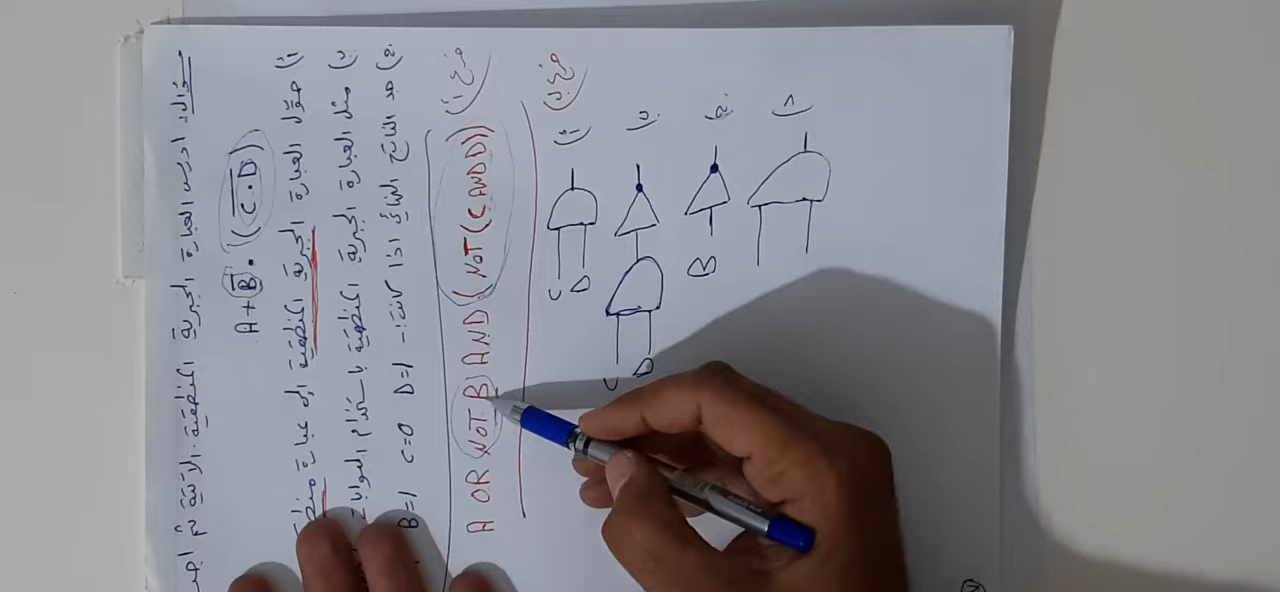 سؤال: ادرس العبارة الجبرية المنطقية الآتية ثم اجب
A + B̅ . (C̅.̅D̅)
أ) حوّل العبارة الجبرية المنطقية إلى عبارة
ب) مثل العبارة الجبرية المنطقية باستخدام البوابات
ج) جد الناتج النهائي اذا كانت:- D=1 C=0 B=1
فرع أ)
A OR NOT B AND (NOT (C AND D))
فرع ب)
أ)
C D
ب)
C D
ج)
B
د)